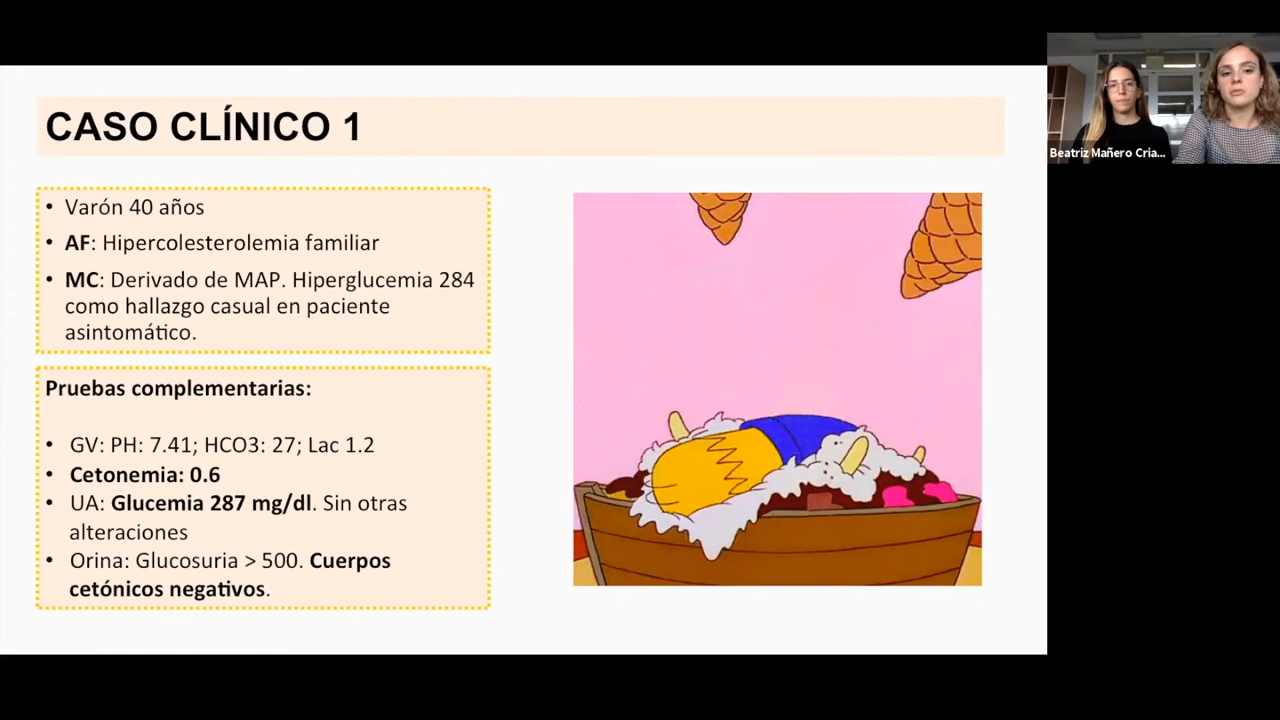 CASO CLÍNICO 1
• Varón 40 años
• AF: Hipercolesterolemia familiar
• MC: Derivado de MAP. Hiperglucemia 284
como hallazgo casual en paciente
asintomático.
Pruebas complementarias:
• GV: PH: 7.41; HCO3: 27; Lac 1.2
• Cetonemia: 0.6
• UA: Glucemia 287 mg/dl. Sin otras
alteraciones
• Orina: Glucosuria > 500. Cuerpos
cetónicos negativos.
Beatriz Mañero Cria...